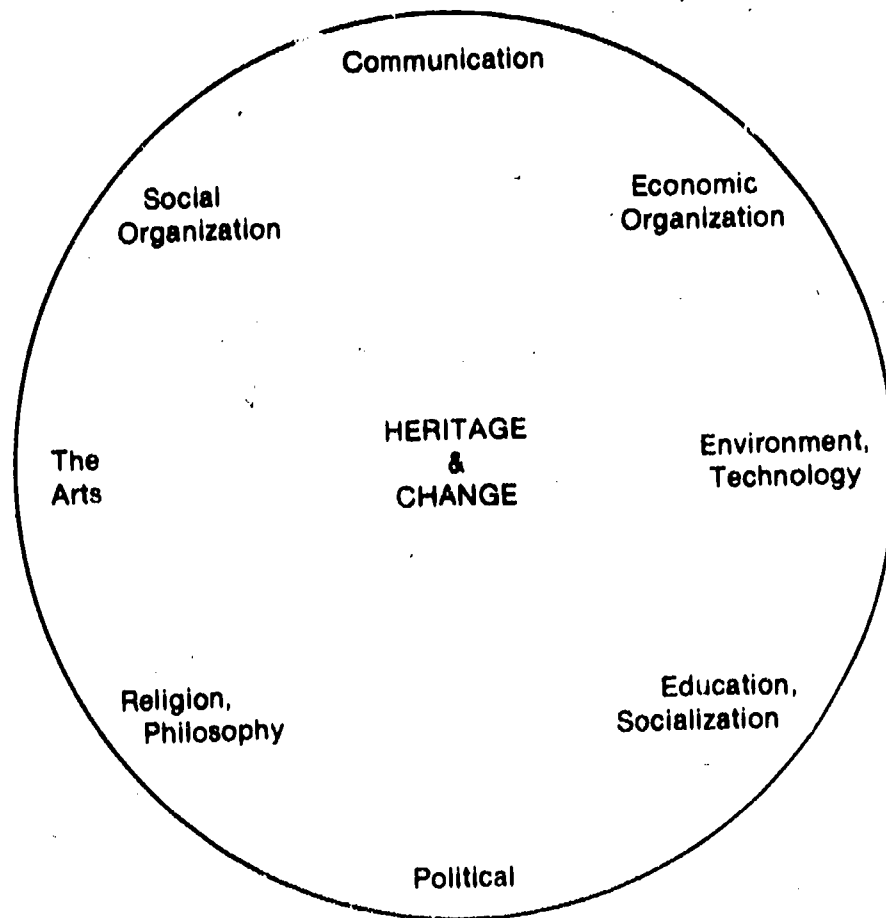 Communication
Social
Organization
Economic
Organization
The
Arts
HERITAGE
&
CHANGE
Environment,
Technology
Religion,
Philosophy
Education,
Socialization
Political